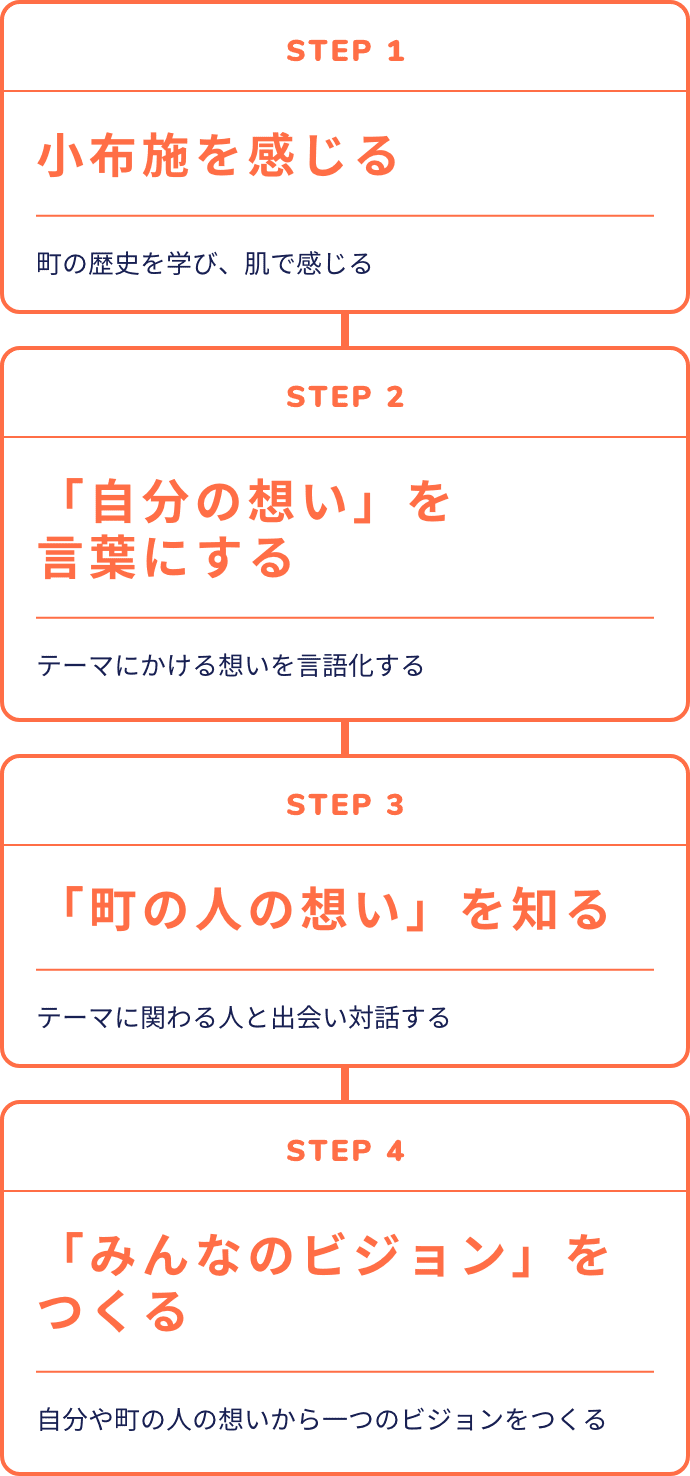 STEP 1
小布施を感じる
町の歴史を学び、肌で感じる
STEP 2
「自分の想い」を
言葉にする
テーマにかける想いを言語化する
STEP 3
「町の人の想い」を知る
テーマに関わる人と出会い対話する
STEP 4
「みんなのビジョン」を
つくる
自分や町の人の想いから一つのビジョンをつくる